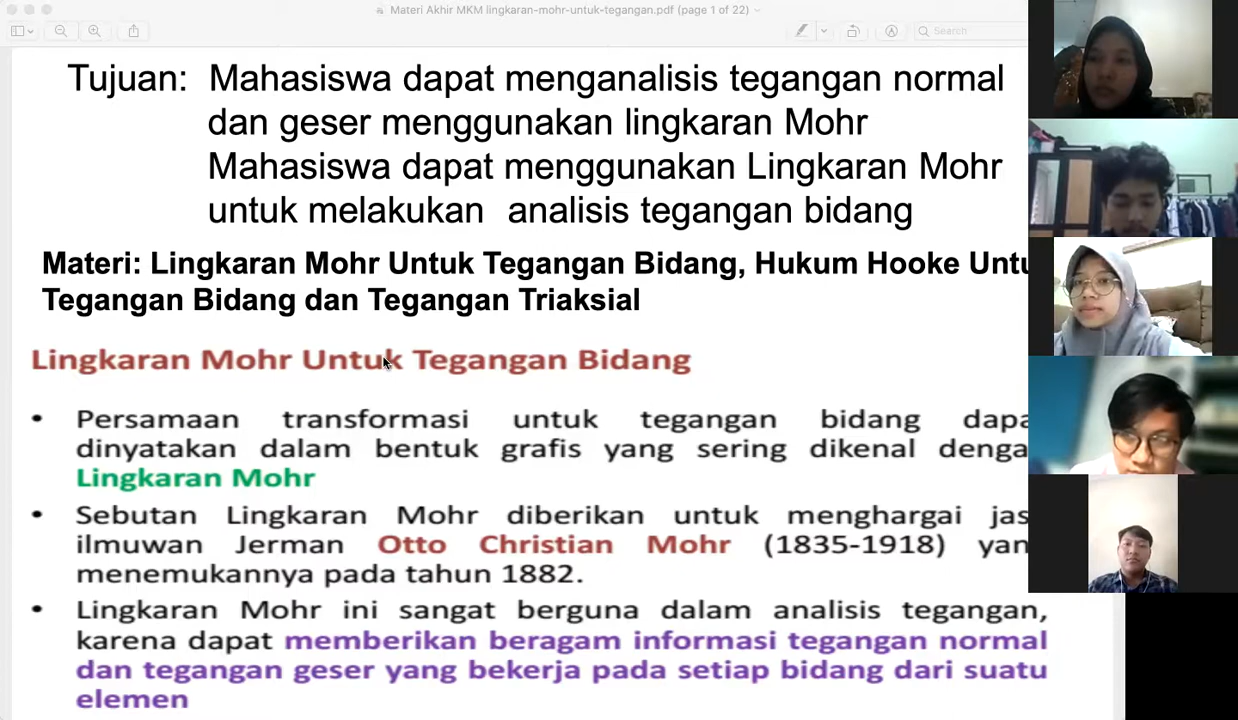 Materi Akhir MKM lingkaran-mohr-untuk-tegangan.pdf (page 1 of 22)
Search
Tujuan: Mahasiswa dapat menganalisis tegangan normal
dan geser menggunakan lingkaran Mohr
Mahasiswa dapat menggunakan Lingkaran Mohr
untuk melakukan analisis tegangan bidang
Materi: Lingkaran Mohr Untuk Tegangan Bidang, Hukum Hooke Untu
Tegangan Bidang dan Tegangan Triaksial
Lingkaran Mohr Untuk Tegangan Bidang
• Persamaan transformasi untuk tegangan bidang dapa
dinyatakan dalam bentuk grafis yang sering dikenal denga
Lingkaran Mohr
• Sebutan Lingkaran Mohr diberikan untuk menghargai jas
ilmuwan Jerman Otto Christian Mohr (1835-1918) yan
menemukannya pada tahun 1882.
• Lingkaran Mohr ini sangat berguna dalam analisis tegangan,
karena dapat memberikan beragam informasi tegangan normal
dan tegangan geser yang bekerja pada setiap bidang dari suatu
elemen